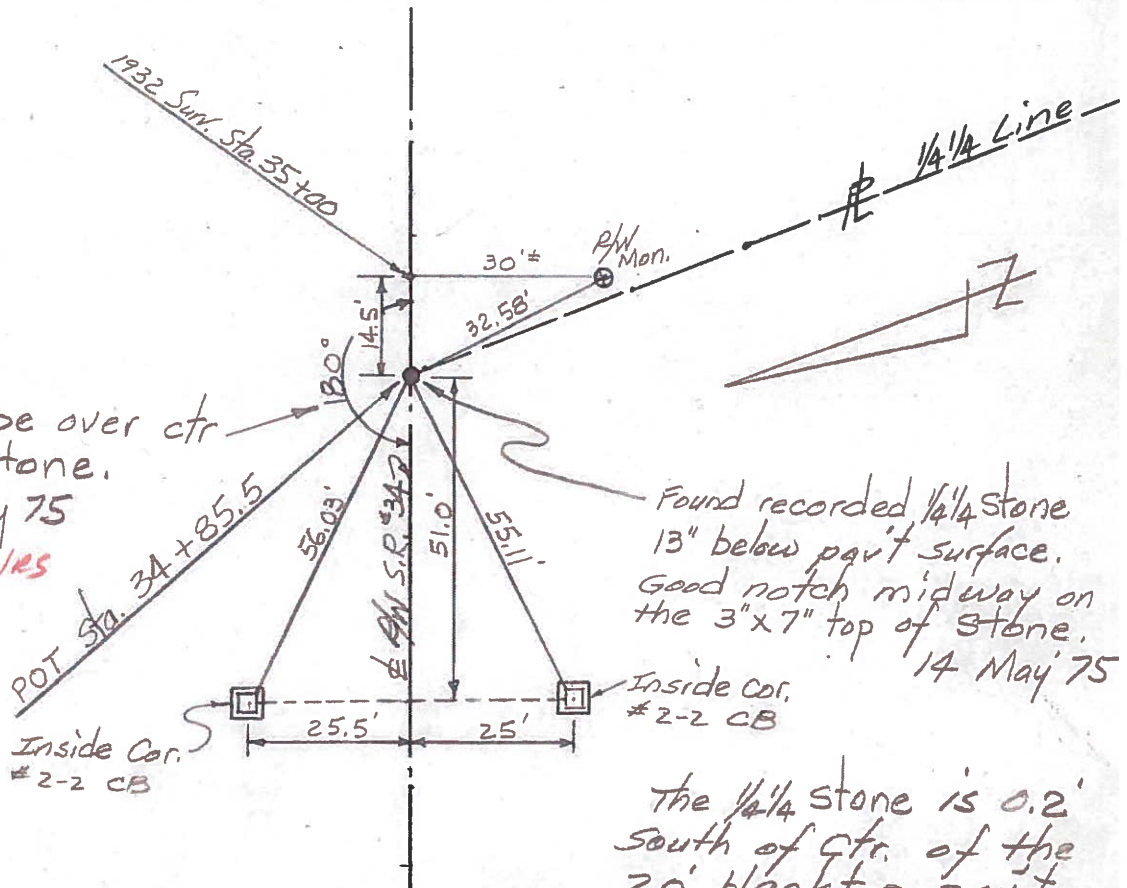 1932 Surv. Sta. 35+00
1/4 1/4 Line
R/W
Mon.
30'±
32.58'
14.5'
180°
over ctr
75
POT Sta. 34+85.5
56.03'
51.0'
55.11'
Found recorded 1/4 1/4 Stone
13" below pav't surface.
Good notch midway on
the 3"x7" top of Stone.
14 May '75
Inside Cor.
#2-2 CB
25.5'
25'
Inside Cor.
#2-2 CB
The 1/4 1/4 stone is 0.2'
South of Ctr. of the